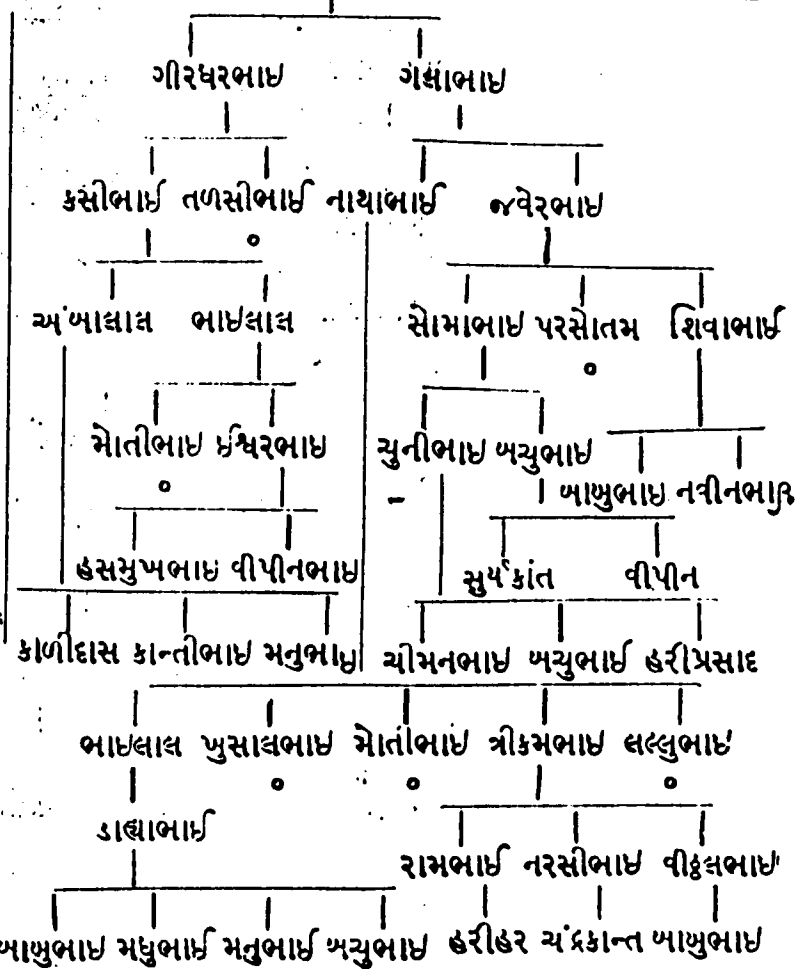 ગીરધરભાઇ ગલાભાઇ
કસીભાઈ તળસીભાઈ નાથાભાઈ જવેરભાઇ
અંબાલાલ ભાઇલાલ સોમાભાઇ પરસોતમ શિવાભાઈ
મોતીભાઇ ઈશ્વરભાઇ ચુનીભાઇ બચુભાઇ
બાબુભાઇ નવીનભાઇ
હસમુખભાઇ વીપીનભાઇ સુર્યકાંત વીપીન
કાળીદાસ કાન્તીભાઇ મનુભાઇ ચીમનભાઇ બચુભાઈ હરીપ્રસાદ
ભાઇલાલ ખુસાલભાઇ મોતીભાઇ ત્રીકમભાઇ લલ્લુભાઇ
ડાહ્યાભાઈ
રામભાઈ નરસીભાઈ વીઠ્ઠલભાઈ
બાબુભાઇ મધુભાઈ મનુભાઈ બચુભાઈ હરીહર ચંદ્રકાન્ત બાબુભાઇ